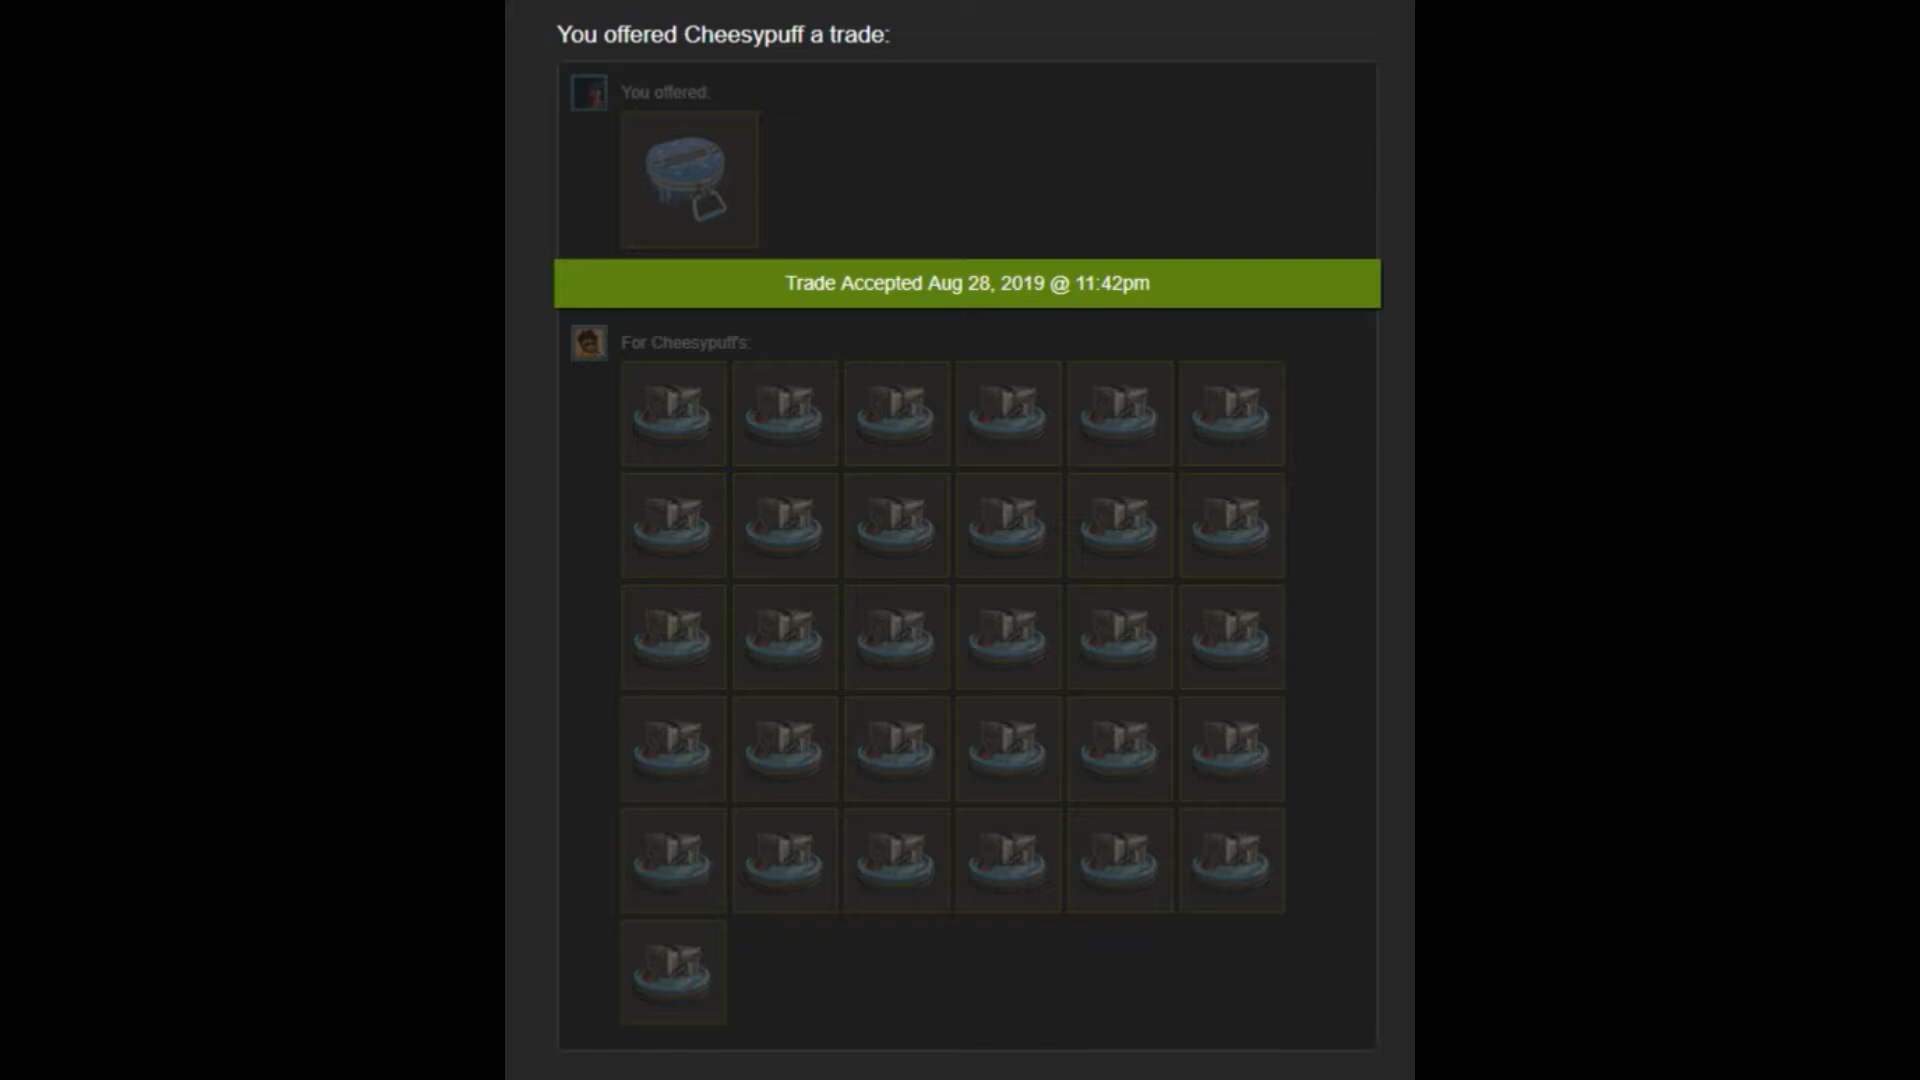 You offered Cheesypuff a trade:
You offered:
Trade Accepted Aug 28, 2019 @ 11:42pm
For Cheesypuff's: